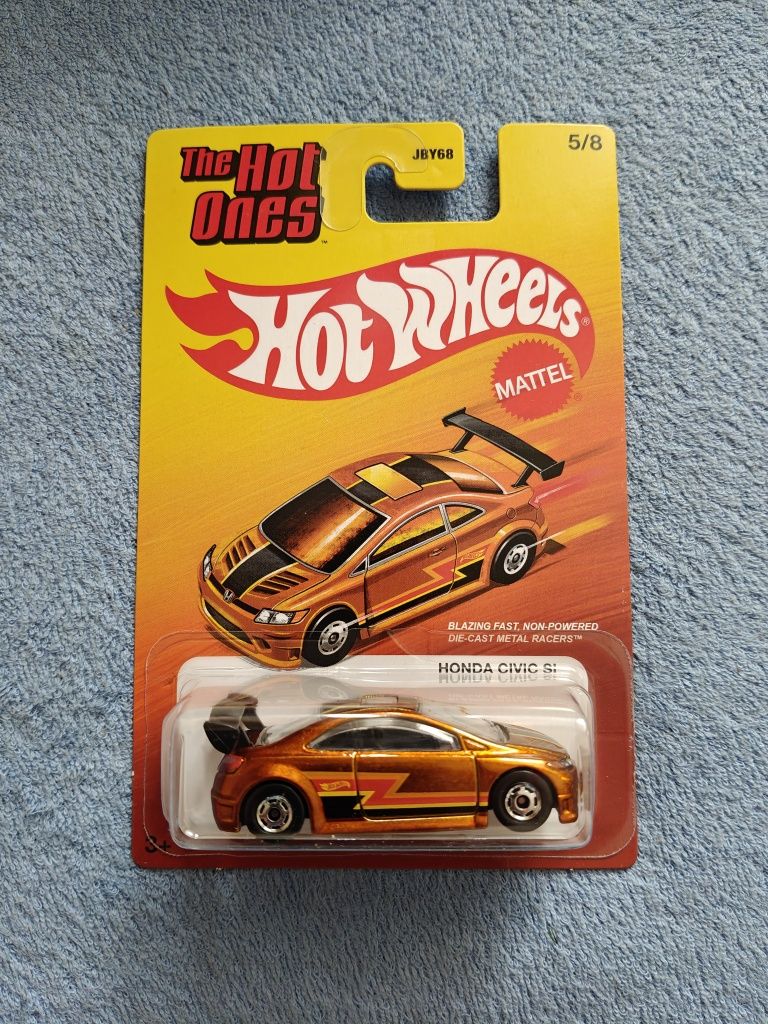 The Hot
Ones™
JBY68
5/8
Hot Wheels®
MATTEL®
BLAZING FAST, NON-POWERED
DIE-CAST METAL RACERS™
HONDA CIVIC Si
3+